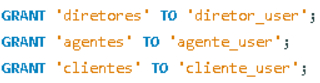 GRANT 'diretores' TO 'diretor_user';
GRANT 'agentes' TO 'agente_user';
GRANT 'clientes' TO 'cliente_user';